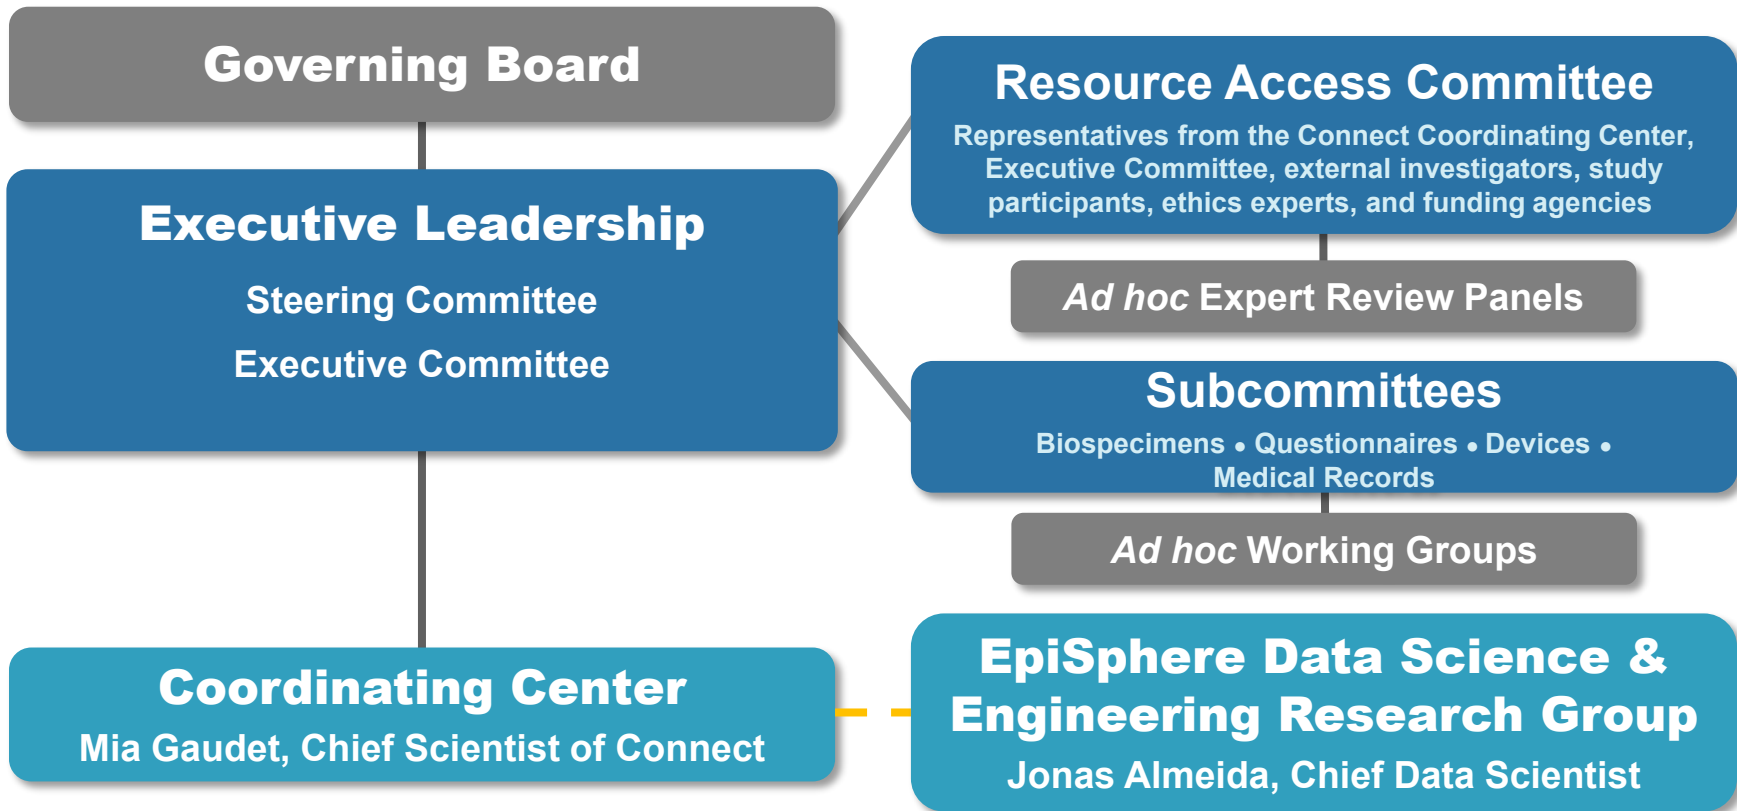 Governing Board
Executive Leadership
Steering Committee
Executive Committee
Resource Access Committee
Representatives from the Connect Coordinating Center,
Executive Committee, external investigators, study
participants, ethics experts, and funding agencies
Ad hoc Expert Review Panels
Subcommittees
Biospecimens • Questionnaires • Devices •
Medical Records
Ad hoc Working Groups
Coordinating Center
Mia Gaudet, Chief Scientist of Connect
EpiSphere Data Science &
Engineering Research Group
Jonas Almeida, Chief Data Scientist